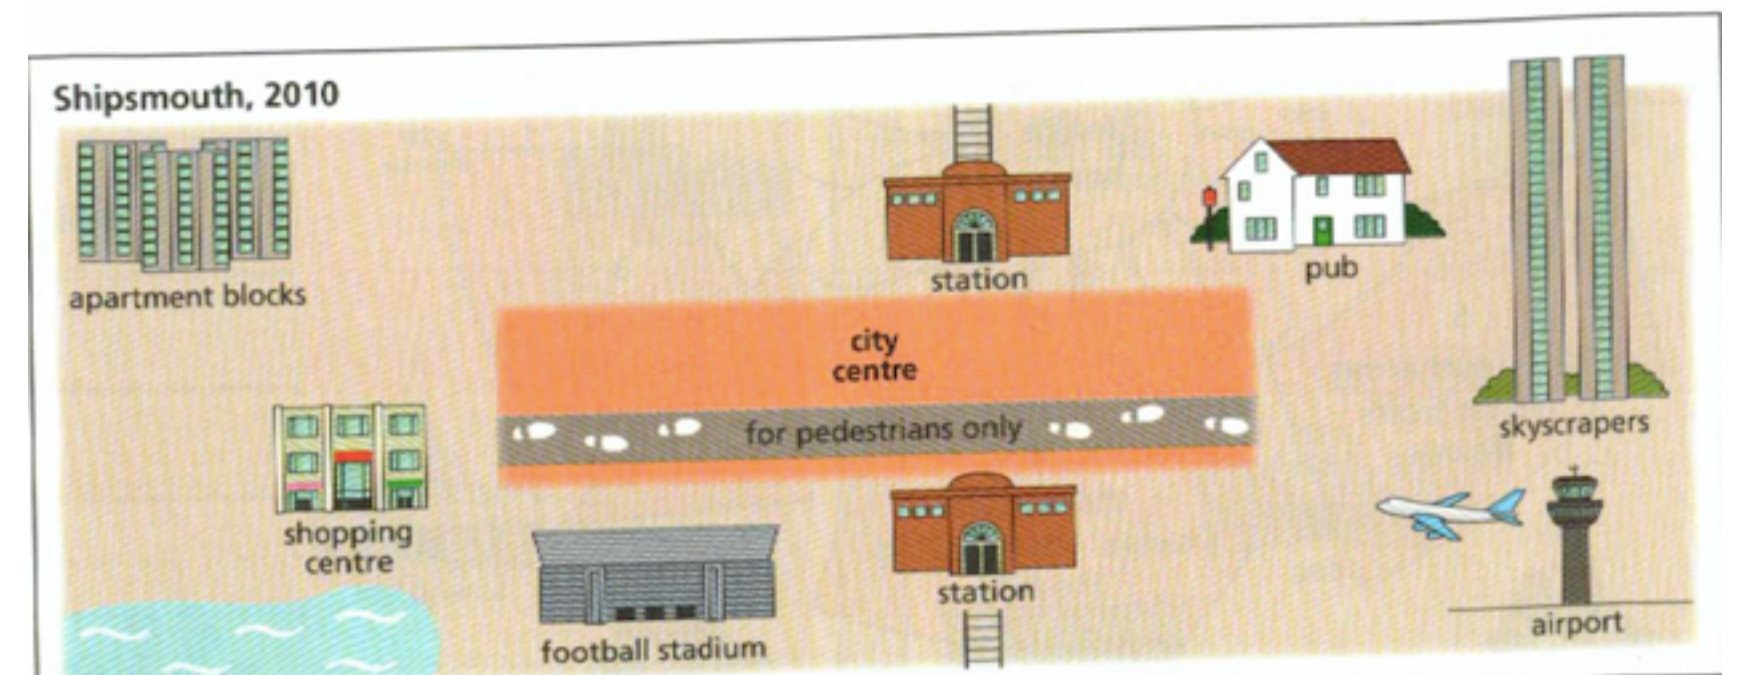 Shipsmouth, 2010
apartment blocks
station
pub
city
centre
for pedestrians only
skyscrapers
shopping
centre
station
football stadium
airport